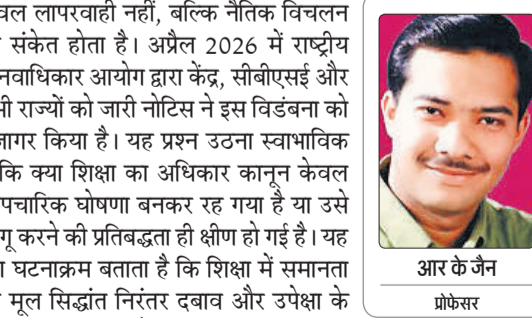 वल लापरवाही नहीं, बल्कि नैतिक विचलन
संकेत होता है। अप्रैल 2026 में राष्ट्रीय
नवाधिकार आयोग द्वारा केंद्र, सीबीएसई और
भी राज्यों को जारी नोटिस ने इस विडंबना को
जागर किया है। यह प्रश्न उठना स्वाभाविक
कि क्या शिक्षा का अधिकार कानून केवल
पचारिक घोषणा बनकर रह गया है या उसे
गू करने की प्रतिबद्धता ही क्षीण हो गई है। यह
घटनाक्रम बताता है कि शिक्षा में समानता
मूल सिद्धांत निरंतर दबाव और उपेक्षा के
आर के जैन
प्रोफेसर